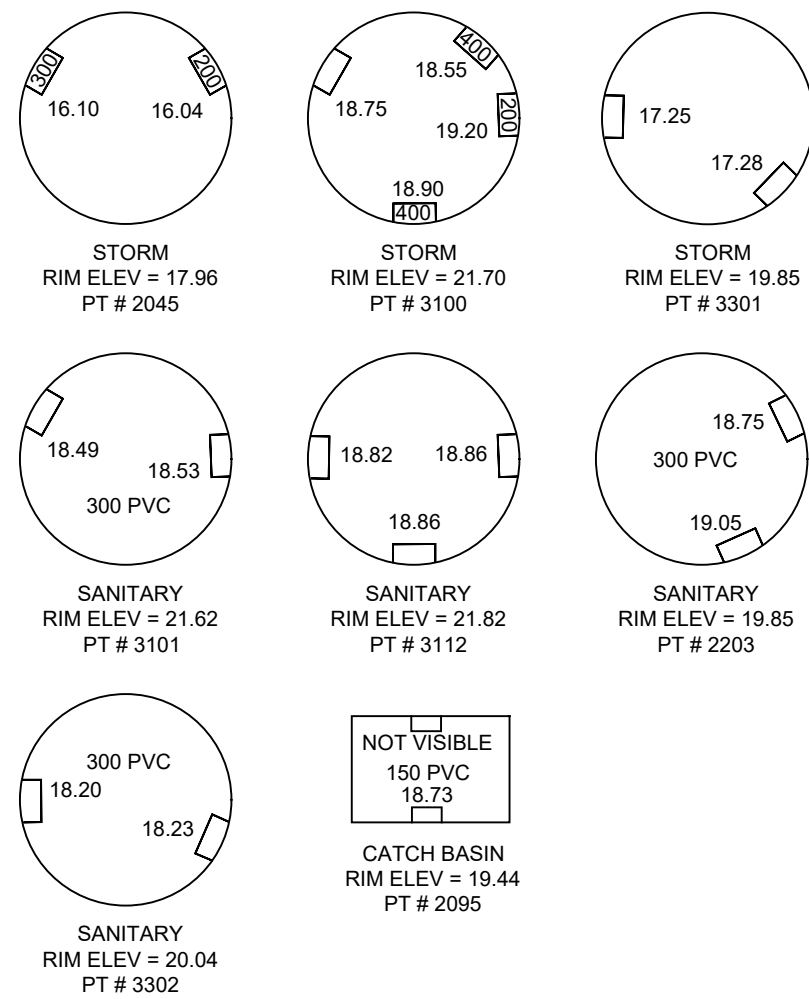 300
200
16.10
16.04
STORM
RIM ELEV = 17.96
PT # 2045
400
18.55
18.75
200
19.20
18.90
400
STORM
RIM ELEV = 21.70
PT # 3100
17.25
17.28
STORM
RIM ELEV = 19.85
PT # 3301
18.49
18.53
300 PVC
SANITARY
RIM ELEV = 21.62
PT # 3101
18.82
18.86
18.86
SANITARY
RIM ELEV = 21.82
PT # 3112
18.75
300 PVC
19.05
SANITARY
RIM ELEV = 19.85
PT # 2203
300 PVC
18.20
18.23
SANITARY
RIM ELEV = 20.04
PT # 3302
NOT VISIBLE
150 PVC
18.73
CATCH BASIN
RIM ELEV = 19.44
PT # 2095